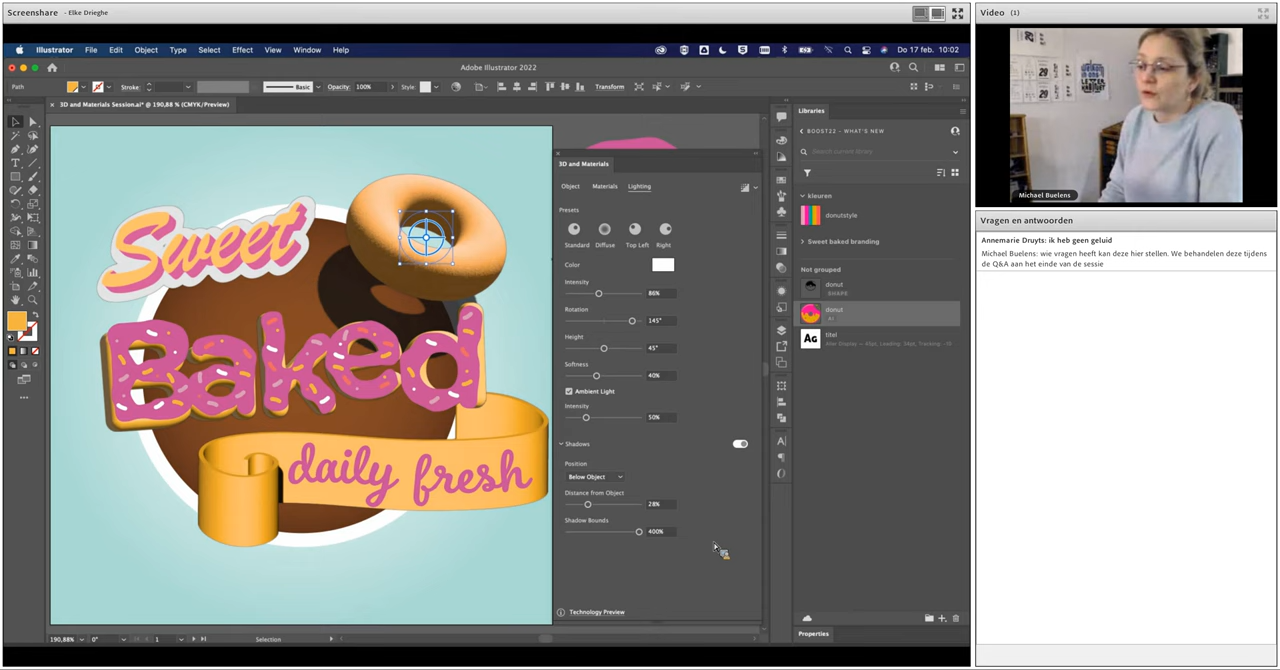 Screenshare - Elke Drieghe
Illustrator File Edit Object Type Select Effect View Window Help
Do 17 feb. 10:02
Adobe Illustrator 2022
Path
Stroke:
Basic
Opacity: 100%
Style:
Transform
× 3D and Materials Session.ai* @ 190,88 % (CMYK/Preview)
Sweet
Baked
daily fresh
190,88%
0°
1
Selection
3D and Materials
Object Materials Lighting
Presets
Standard Diffuse Top Left Right
Color
Intensity
86%
Rotation
145°
Height
45°
Softness
40%
Ambient Light
Intensity
50%
Shadows
Position
Below Object
Distance from Object
28%
Shadow Bounds
400%
Technology Preview
Libraries
BOOST22 - WHAT'S NEW
Search current library
kleuren
donutstyle
Sweet baked branding
Not grouped
donut
SHAPE
donut
AI
Ag
titel
Properties
Video (1)
Michael Buelens
Vragen en antwoorden
Annemarie Druyts: ik heb geen geluid
Michael Buelens: wie vragen heeft kan deze hier stellen. We behandelen deze tijdens
de Q&A aan het einde van de sessie